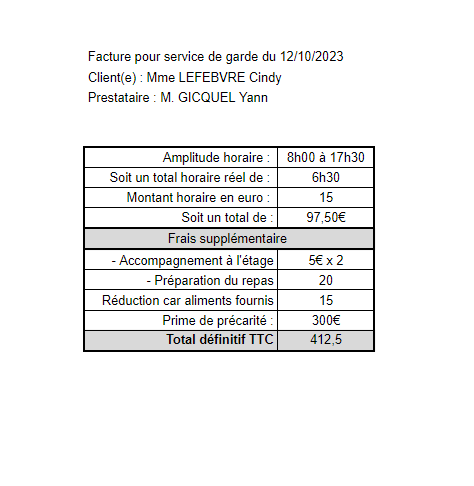 Facture pour service de garde du 12/10/2023
Client(e) : Mme LEFEBVRE Cindy
Prestataire : M. GICQUEL Yann
Amplitude horaire : 8h00 à 17h30
Soit un total horaire réel de : 6h30
Montant horaire en euro : 15
Soit un total de : 97,50€
Frais supplémentaire
- Accompagnement à l'étage 5€ x 2
- Préparation du repas 20
Réduction car aliments fournis 15
Prime de précarité : 300€
Total définitif TTC 412,5